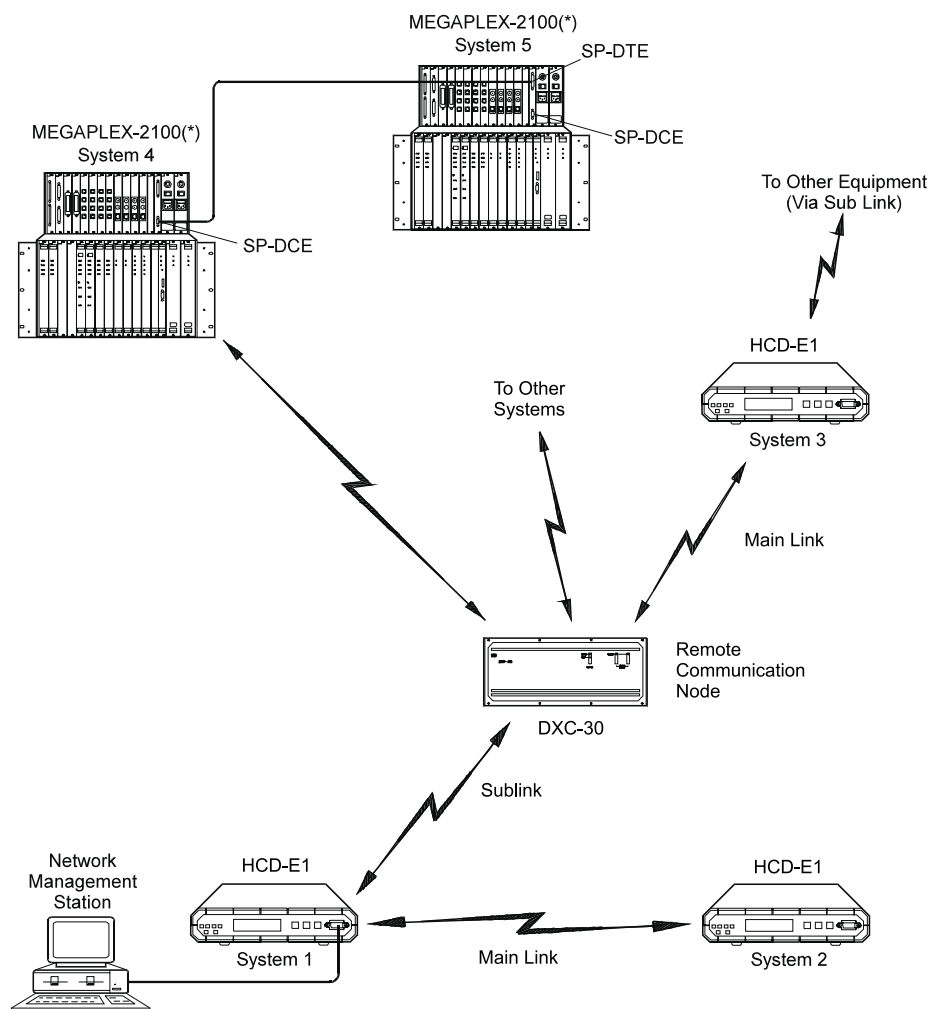 MEGAPLEX-2100(*)
System 5
SP-DTE
SP-DCE
MEGAPLEX-2100(*)
System 4
SP-DCE
To Other Equipment
(Via Sub Link)
HCD-E1
System 3
To Other
Systems
Main Link
Remote
Communication
Node
DXC-30
Sublink
Network
Management
Station
HCD-E1
System 1
Main Link
HCD-E1
System 2